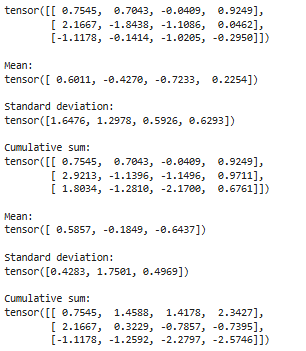 tensor([[ 0.7545,  0.7043, -0.0409,  0.9249],
        [ 2.1667, -1.8438, -1.1086,  0.0462],
        [-1.1178, -0.1414, -1.0205, -0.2950]])
Mean:
tensor([ 0.6011, -0.4270, -0.7233,  0.2254])
Standard deviation:
tensor([1.6476, 1.2978, 0.5926, 0.6293])
Cumulative sum:
tensor([[ 0.7545,  0.7043, -0.0409,  0.9249],
        [ 2.9213, -1.1396, -1.1496,  0.9711],
        [ 1.8034, -1.2810, -2.1700,  0.6761]])
Mean:
tensor([ 0.5857, -0.1849, -0.6437])
Standard deviation:
tensor([0.4283, 1.7501, 0.4969])
Cumulative sum:
tensor([[ 0.7545,  1.4588,  1.4178,  2.3427],
        [ 2.1667,  0.3229, -0.7857, -0.7395],
        [-1.1178, -1.2592, -2.2797, -2.5746]])